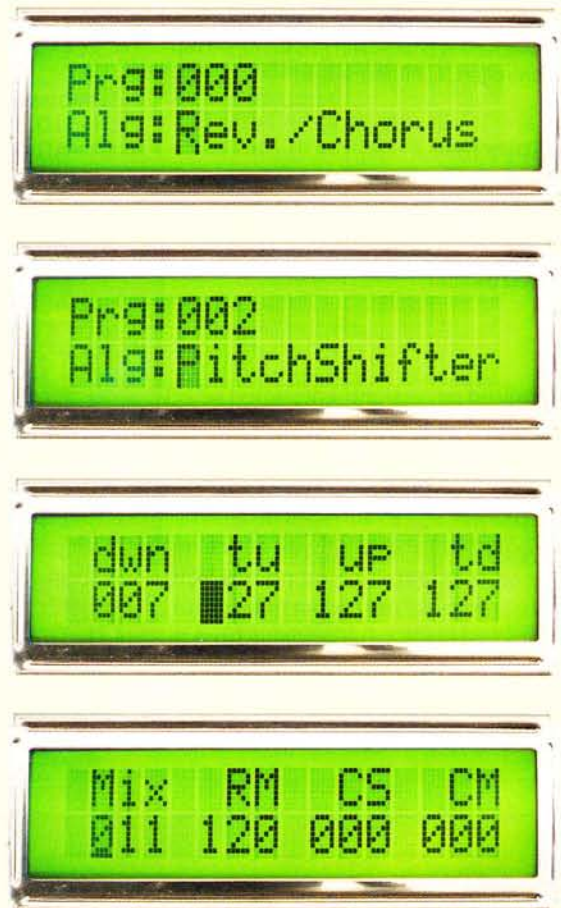 Prg:000
Alg:Rev./Chorus
Prg:002
Alg:PitchShifter
dwn tu up td
007 27 127 127
Mix RM CS CM
011 120 000 000